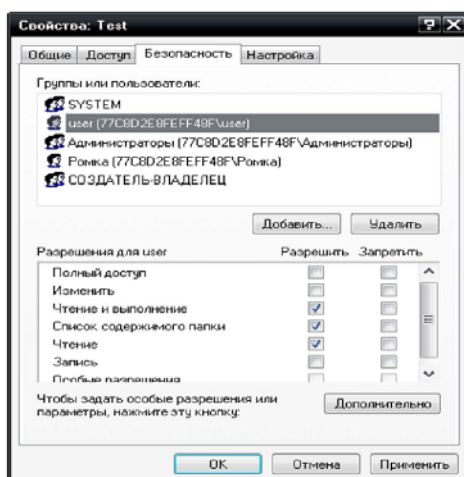 Свойства: Test
Общие Доступ Безопасность Настройка
Группы или пользователи:
SYSTEM
user (77C8D2E8FEFF48F\user)
Администраторы (77C8D2E8FEFF48F\Администраторы)
Ромка (77C8D2E8FEFF48F\Ромка)
СОЗДАТЕЛЬ-ВЛАДЕЛЕЦ
Добавить... Удалить
Разрешения для user Разрешить Запретить
Полный доступ
Изменить
Чтение и выполнение
Список содержимого папки
Чтение
Запись
Особые разрешения
Чтобы задать особые разрешения или
параметры, нажмите эту кнопку:
Дополнительно
OK Отмена Применить